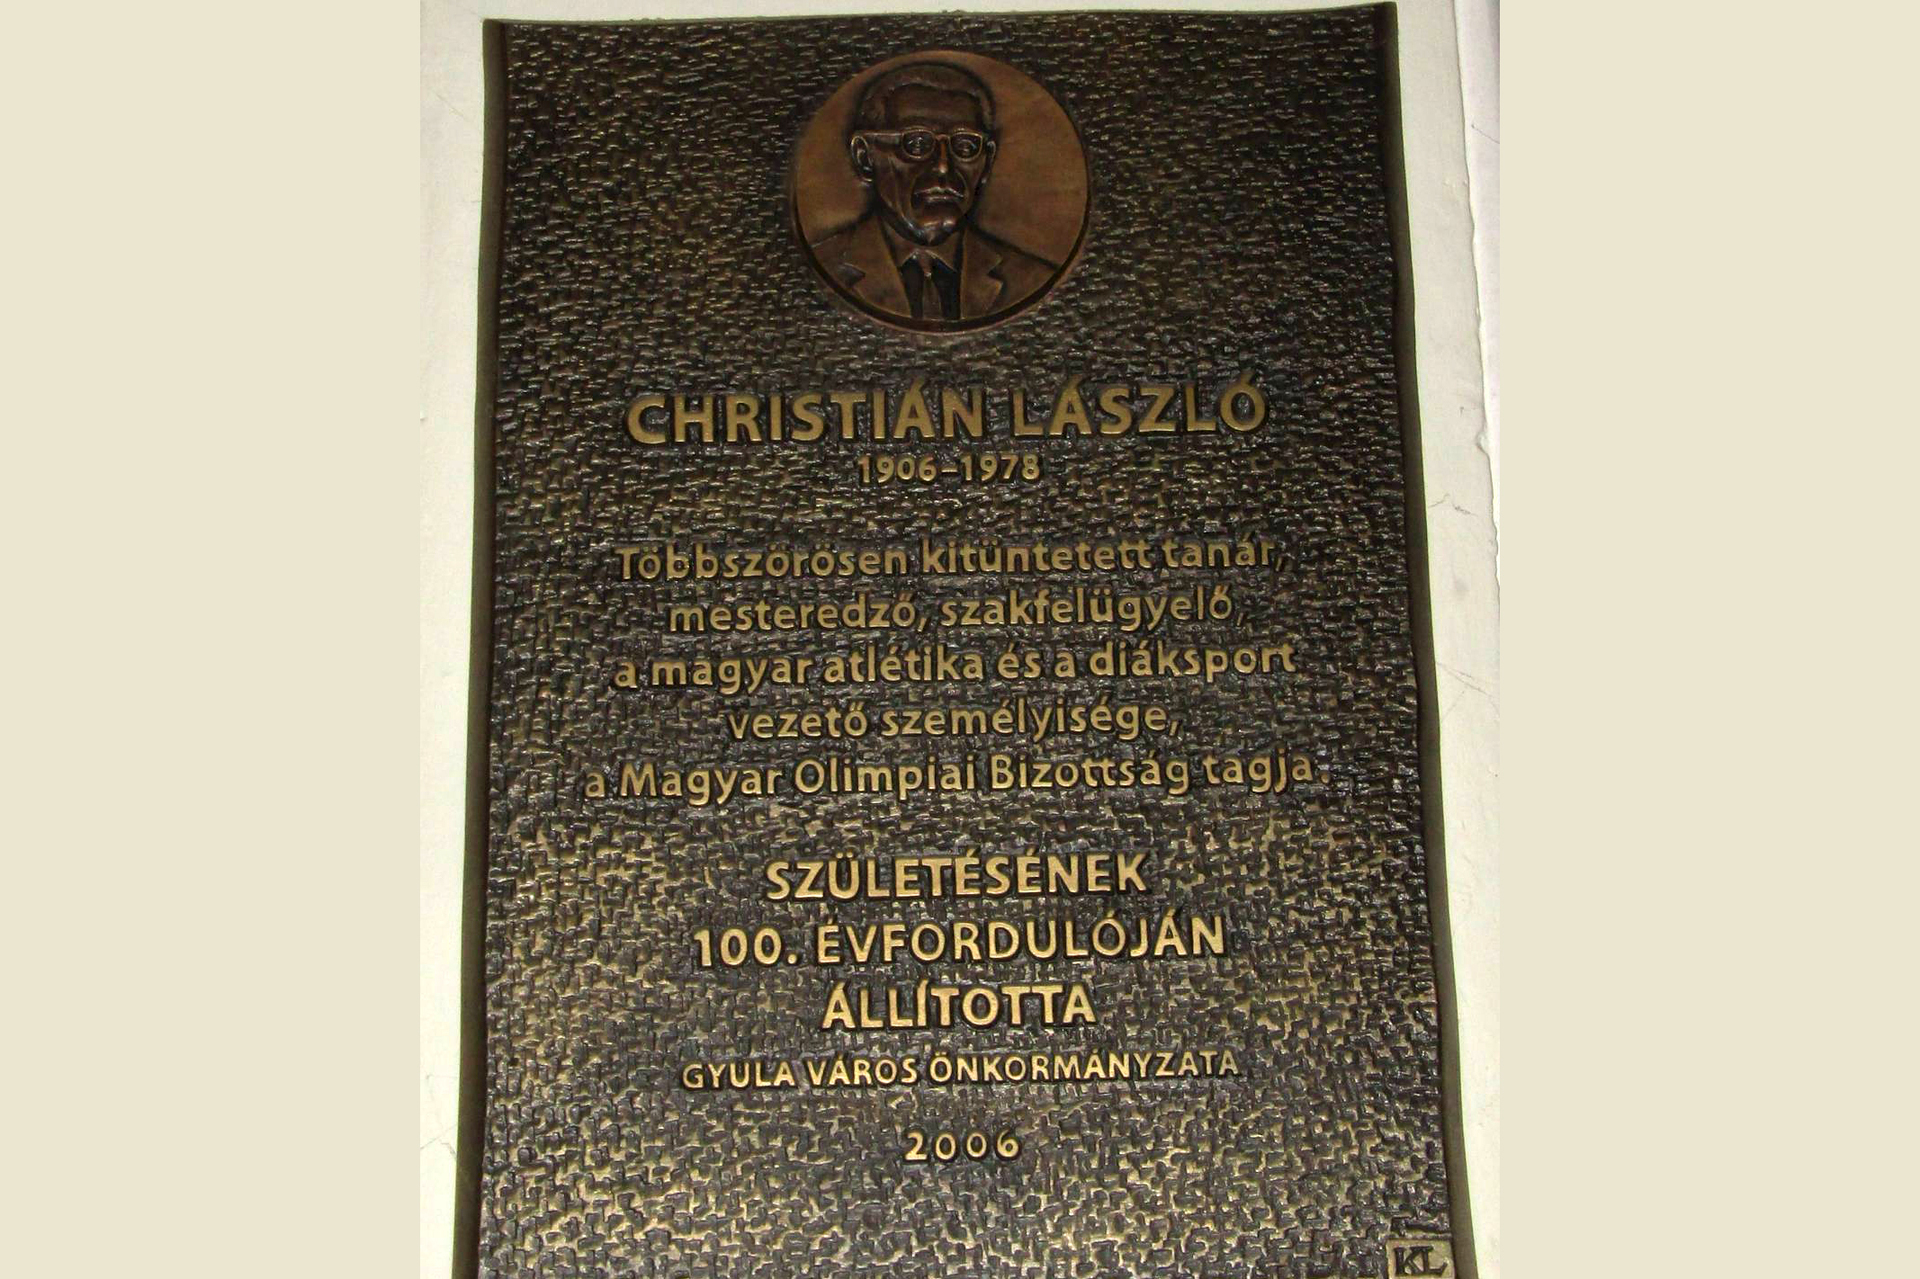 CHRISTIÁN LÁSZLÓ
1906–1978
Többszörösen kitüntetett tanár,
mesteredző, szakfelügyelő,
a magyar atlétika és a diáksport
vezető személyisége,
a Magyar Olimpiai Bizottság tagja.
SZÜLETÉSÉNEK
100. ÉVFORDULÓJÁN
ÁLLÍTOTTA
GYULA VÁROS ÖNKORMÁNYZATA
2006
KL